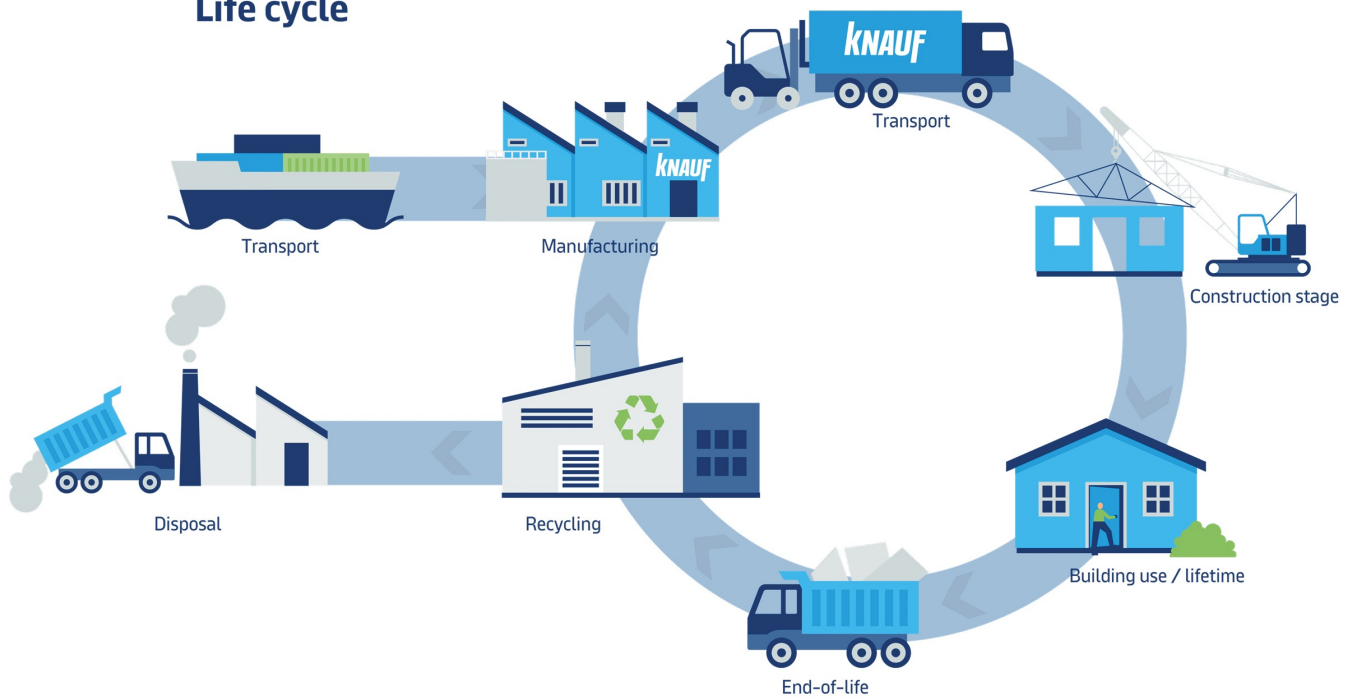 Life cycle
KNAUF
Transport
KNAUF
Transport
Manufacturing
Construction stage
Disposal
Recycling
Building use / lifetime
End-of-life